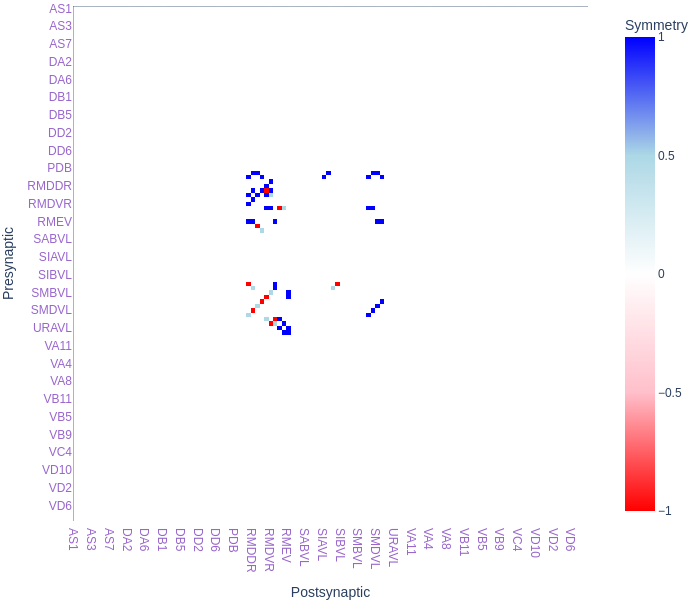 Symmetry
1
0.5
0
−0.5
−1
Presynaptic
AS1
AS3
AS7
DA2
DA6
DB1
DB5
DD2
DD6
PDB
RMDDR
RMDVR
RMEV
SABVL
SIAVL
SIBVL
SMBVL
SMDVL
URAVL
VA11
VA4
VA8
VB11
VB5
VB9
VC4
VD10
VD2
VD6
AS1
AS3
AS7
DA2
DA6
DB1
DB5
DD2
DD6
PDB
RMDDR
RMDVR
RMEV
SABVL
SIAVL
SIBVL
SMBVL
SMDVL
URAVL
VA11
VA4
VA8
VB11
VB5
VB9
VC4
VD10
VD2
VD6
Postsynaptic